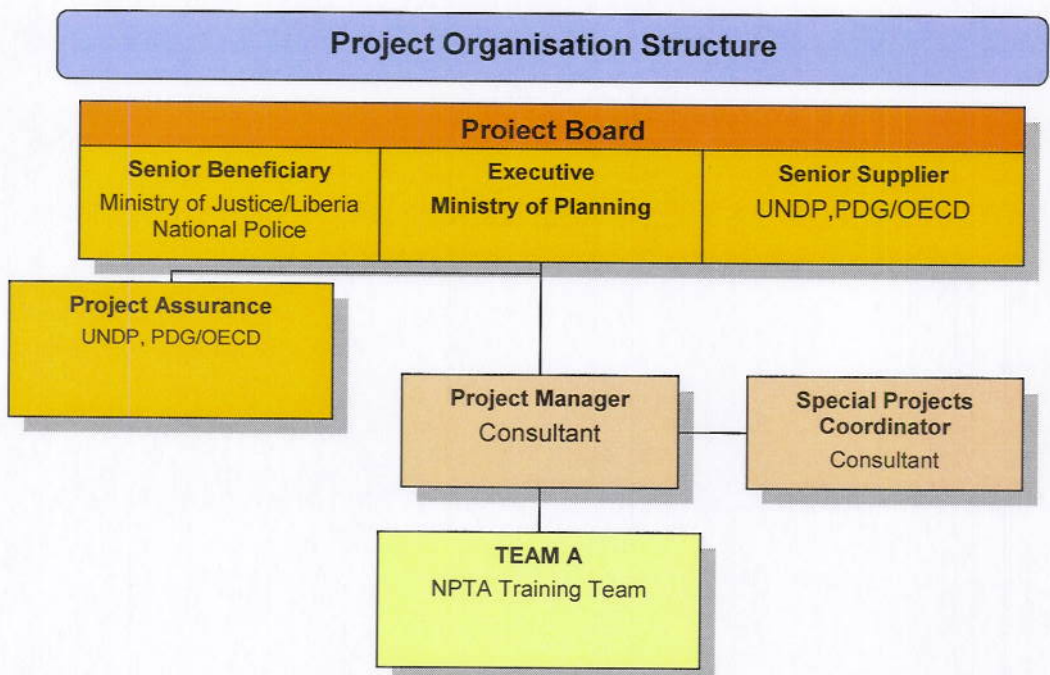 Project Organisation Structure
Project Board
Senior Beneficiary
Ministry of Justice/Liberia
National Police
Executive
Ministry of Planning
Senior Supplier
UNDP,PDG/OECD
Project Assurance
UNDP, PDG/OECD
Project Manager
Consultant
Special Projects
Coordinator
Consultant
TEAM A
NPTA Training Team